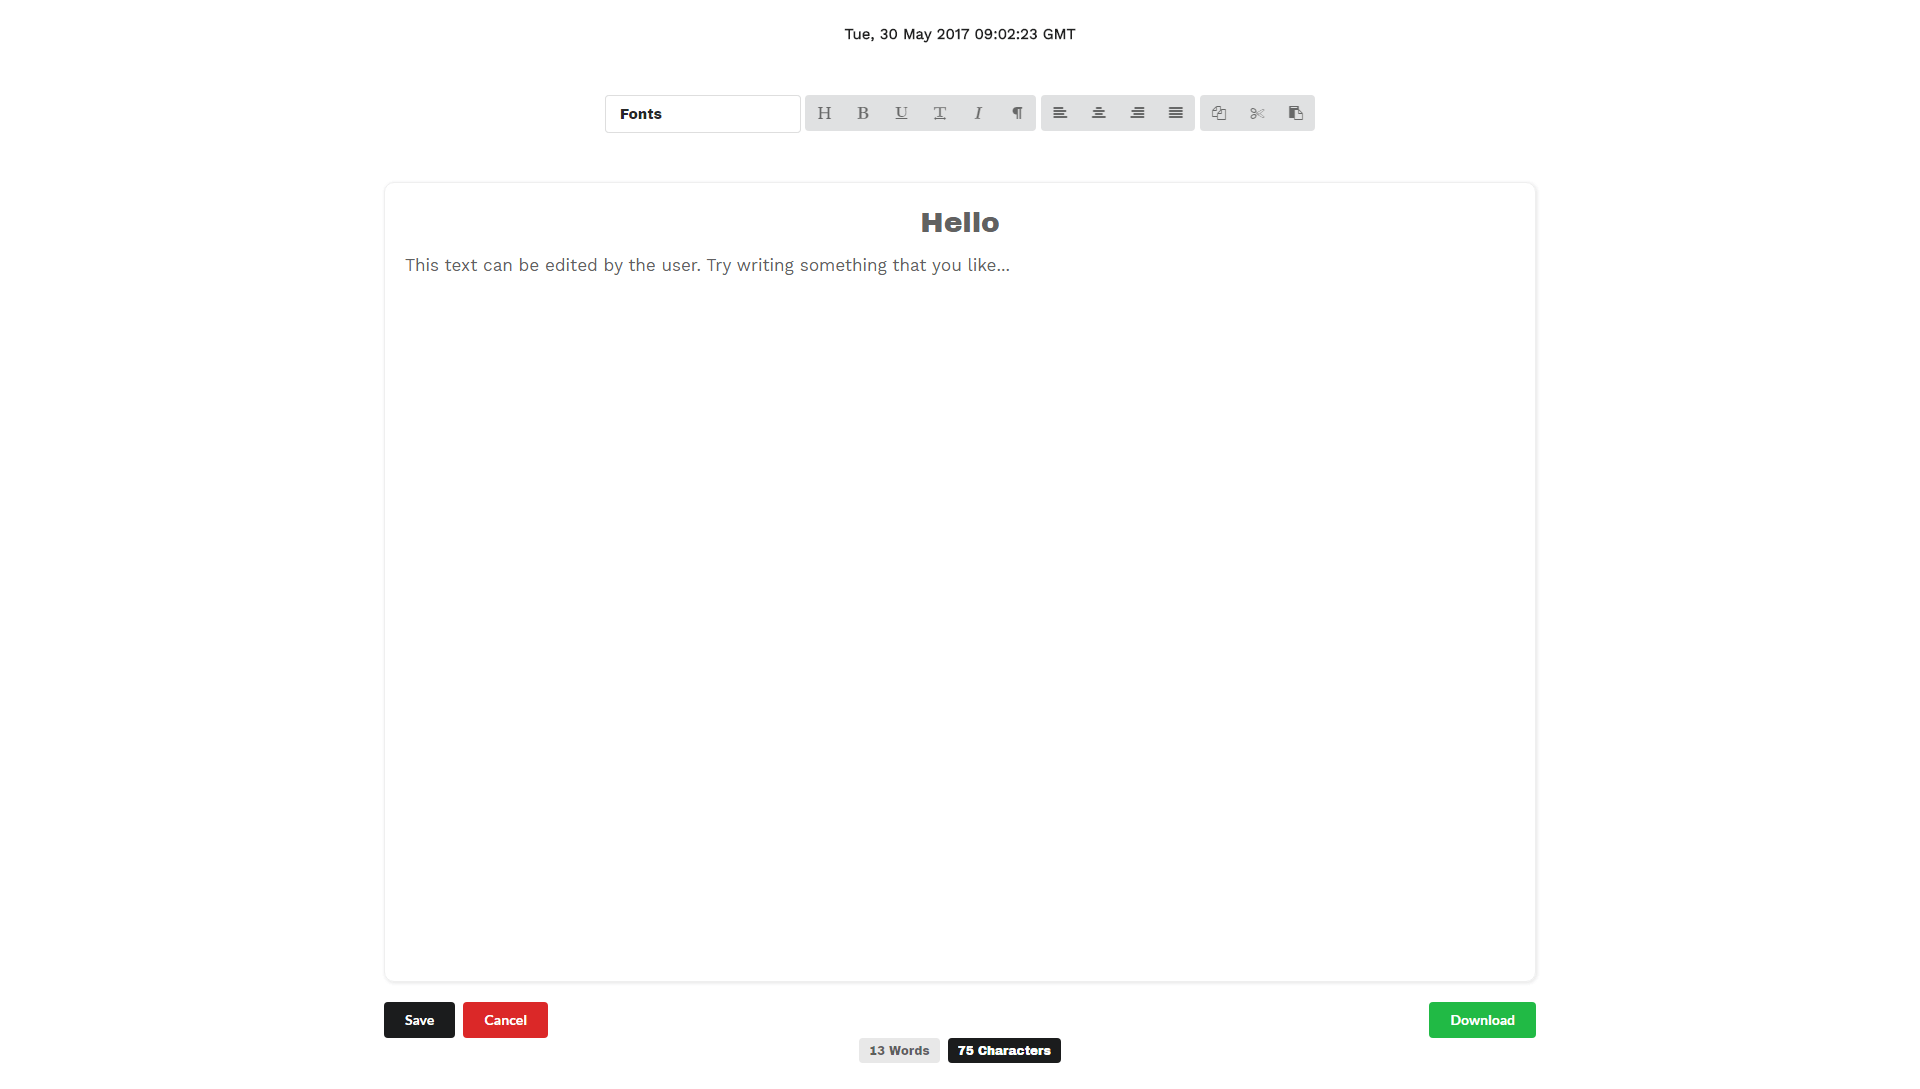 Tue, 30 May 2017 09:02:23 GMT
Fonts H B U T I ¶
Hello
This text can be edited by the user. Try writing something that you like...
Save Cancel Download
13 Words 75 Characters